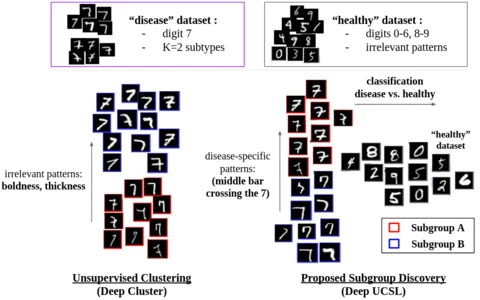 “disease” dataset :
- digit 7
- K=2 subtypes
“healthy” dataset :
- digits 0-6, 8-9
- irrelevant patterns
classification
disease vs. healthy
“healthy”
dataset
irrelevant patterns:
boldness, thickness
disease-specific
patterns:
(middle bar
crossing the 7)
Subgroup A
Subgroup B
Unsupervised Clustering
(Deep Cluster)
Proposed Subgroup Discovery
(Deep UCSL)